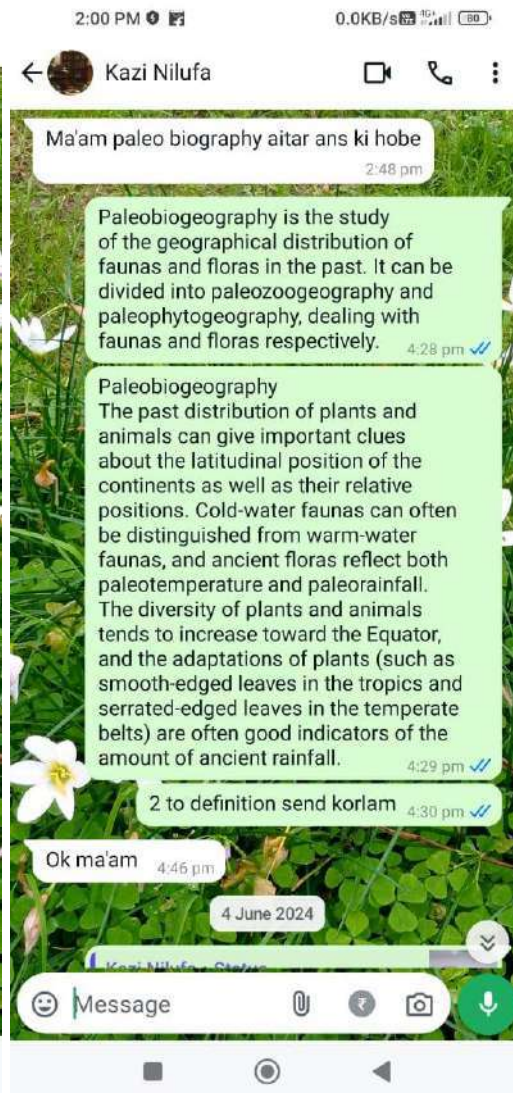 2:00 PM
0.0KB/s 4G+ 80
Kazi Nilufa
Ma'am paleo biography aitar ans ki hobe
2:48 pm
Paleobiogeography is the study
of the geographical distribution of
faunas and floras in the past. It can be
divided into paleozoogeography and
paleophytogeography, dealing with
faunas and floras respectively.
4:28 pm
Paleobiogeography
The past distribution of plants and
animals can give important clues
about the latitudinal position of the
continents as well as their relative
positions. Cold-water faunas can often
be distinguished from warm-water
faunas, and ancient floras reflect both
paleotemperature and paleorainfall.
The diversity of plants and animals
tends to increase toward the Equator,
and the adaptations of plants (such as
smooth-edged leaves in the tropics and
serrated-edged leaves in the temperate
belts) are often good indicators of the
amount of ancient rainfall.
4:29 pm
2 to definition send korlam 4:30 pm
Ok ma'am 4:46 pm
4 June 2024
Kazi Nilufa · Status
Message